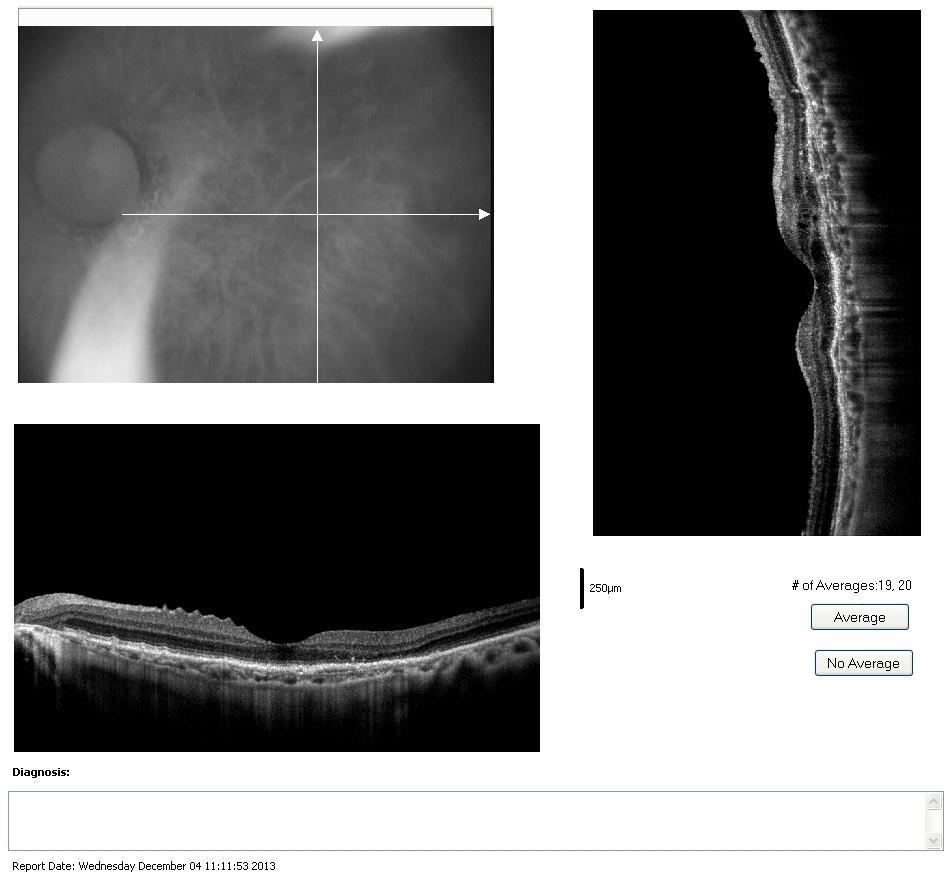 250µm
# of Averages:19, 20
Average
No Average
Diagnosis:
Report Date: Wednesday December 04 11:11:53 2013